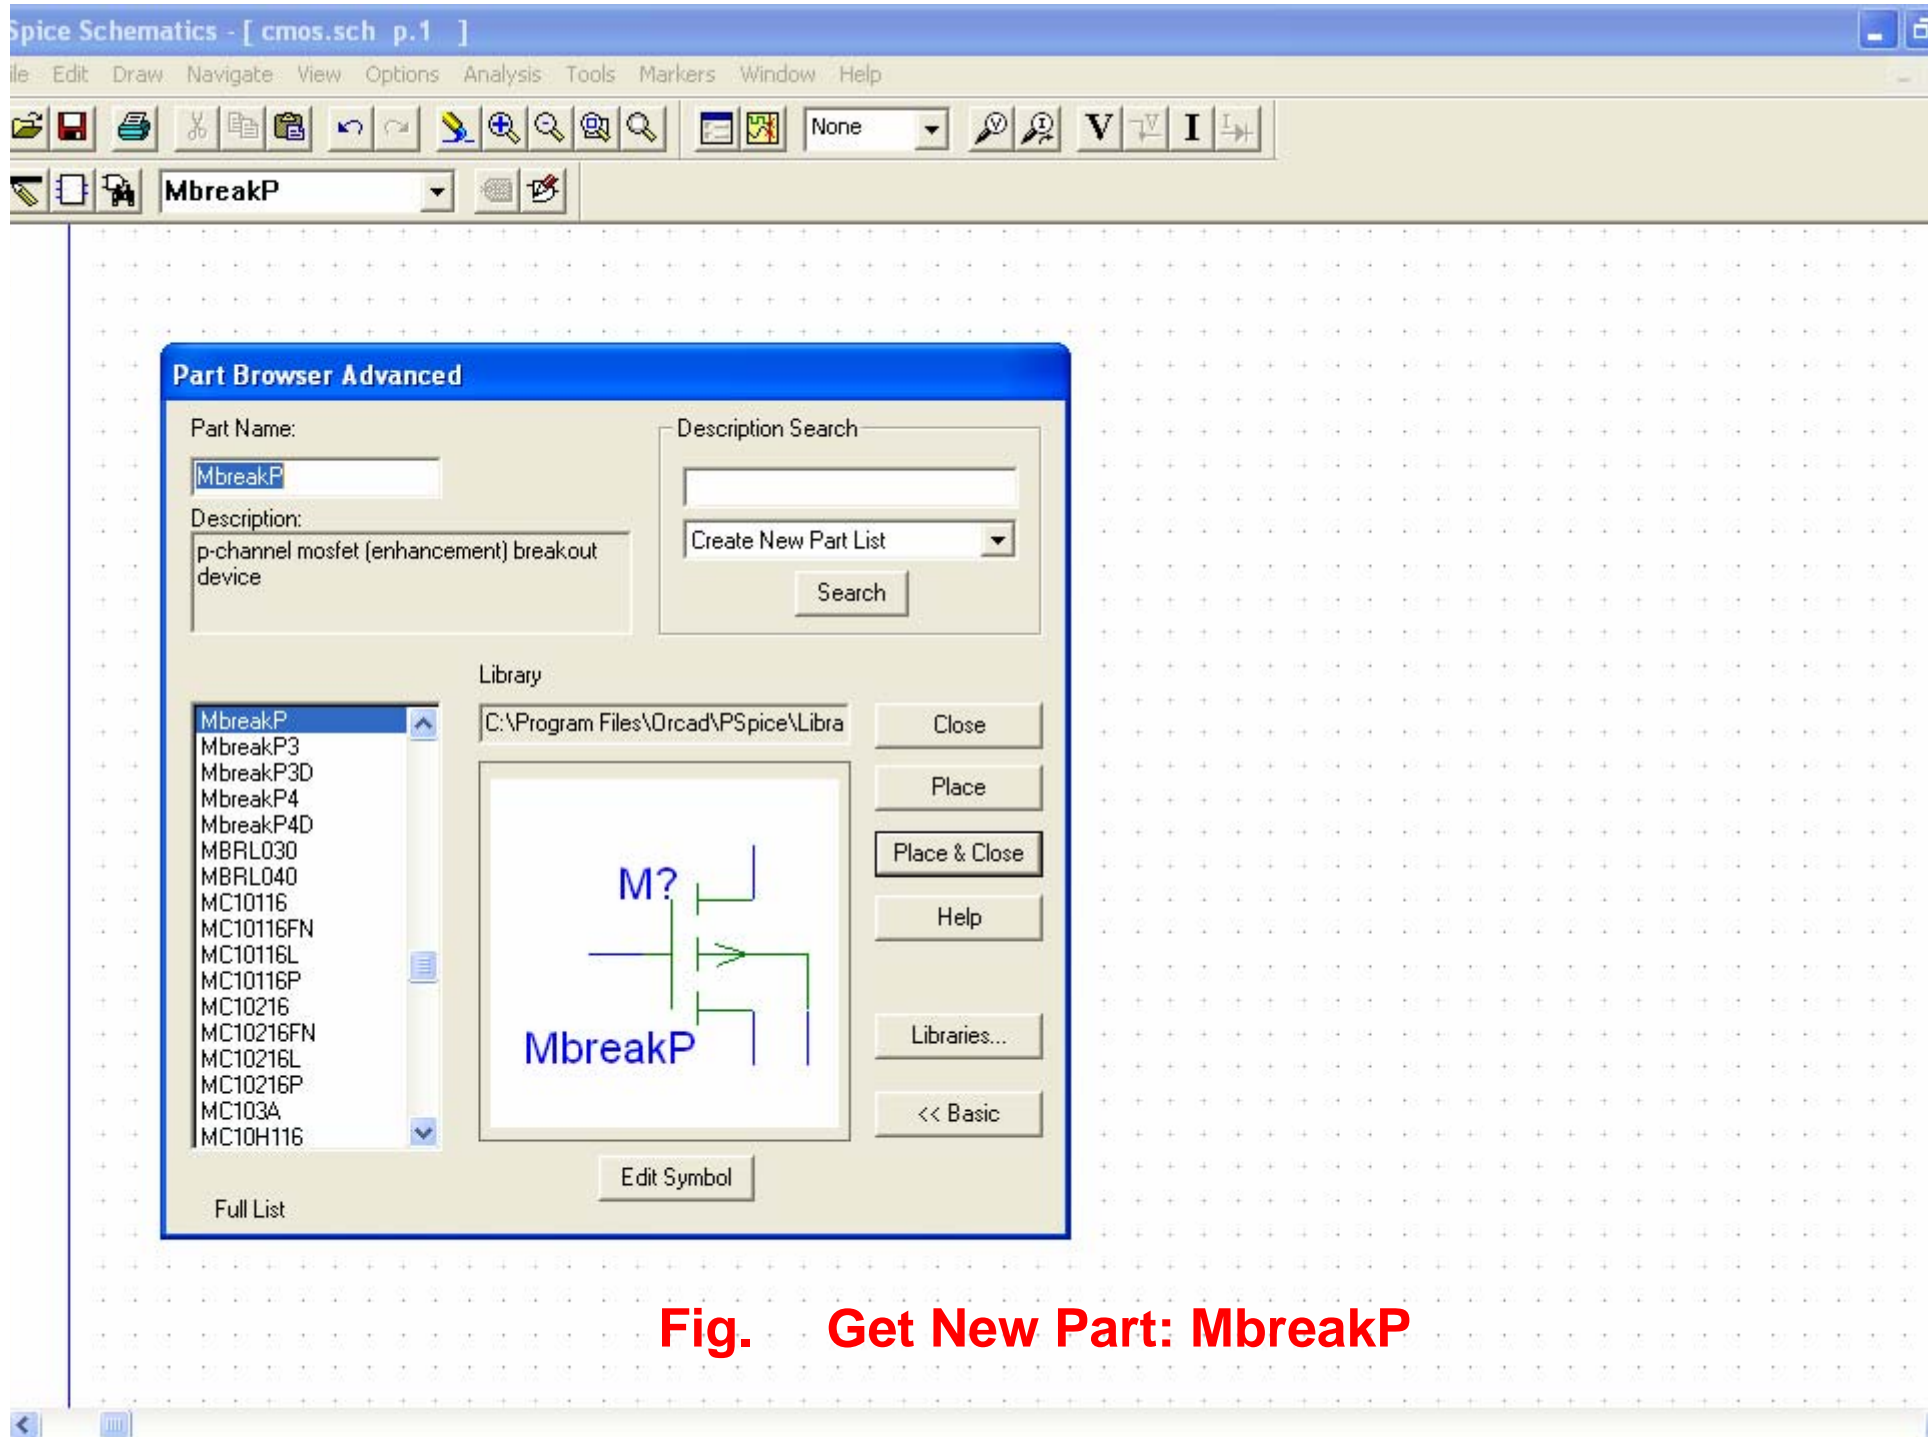 Spice Schematics - [ cmos.sch p.1 ]
ile Edit Draw Navigate View Options Analysis Tools Markers Window Help
None
V V I I
MbreakP
Part Browser Advanced
Part Name:
MbreakP
Description:
p-channel mosfet (enhancement) breakout
device
Description Search
Create New Part List
Search
Library
C:\Program Files\Orcad\PSpice\Libra
MbreakP
MbreakP3
MbreakP3D
MbreakP4
MbreakP4D
MBRL030
MBRL040
MC10116
MC10116FN
MC10116L
MC10116P
MC10216
MC10216FN
MC10216L
MC10216P
MC103A
MC10H116
Full List
M?
MbreakP
Edit Symbol
Close
Place
Place & Close
Help
Libraries...
<< Basic
Fig. Get New Part: MbreakP